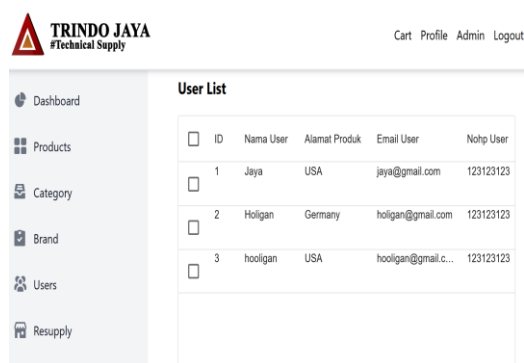 TRINDO JAYA
#Technical Supply
Cart Profile Admin Logout
Dashboard
Products
Category
Brand
Users
Resupply
User List
ID Nama User Alamat Produk Email User Nohp User
1 Jaya USA jaya@gmail.com 123123123
2 Holigan Germany holigan@gmail.com 123123123
3 hooligan USA hooligan@gmail.c... 123123123